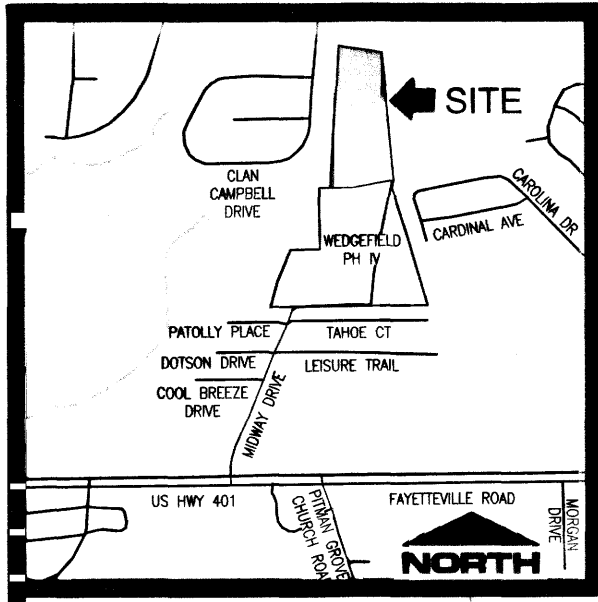 SITE
CLAN
CAMPBELL
DRIVE
CAROLINA DR
CARDINAL AVE
WEDGEFIELD
PH IV
PATOLLY PLACE
TAHOE CT
DOTSON DRIVE
LEISURE TRAIL
COOL BREEZE
DRIVE
MIDWAY DRIVE
US HWY 401
FAYETTEVILLE ROAD
PITMAN GROVE
CHURCH ROAD
MORGAN
DRIVE
NORTH